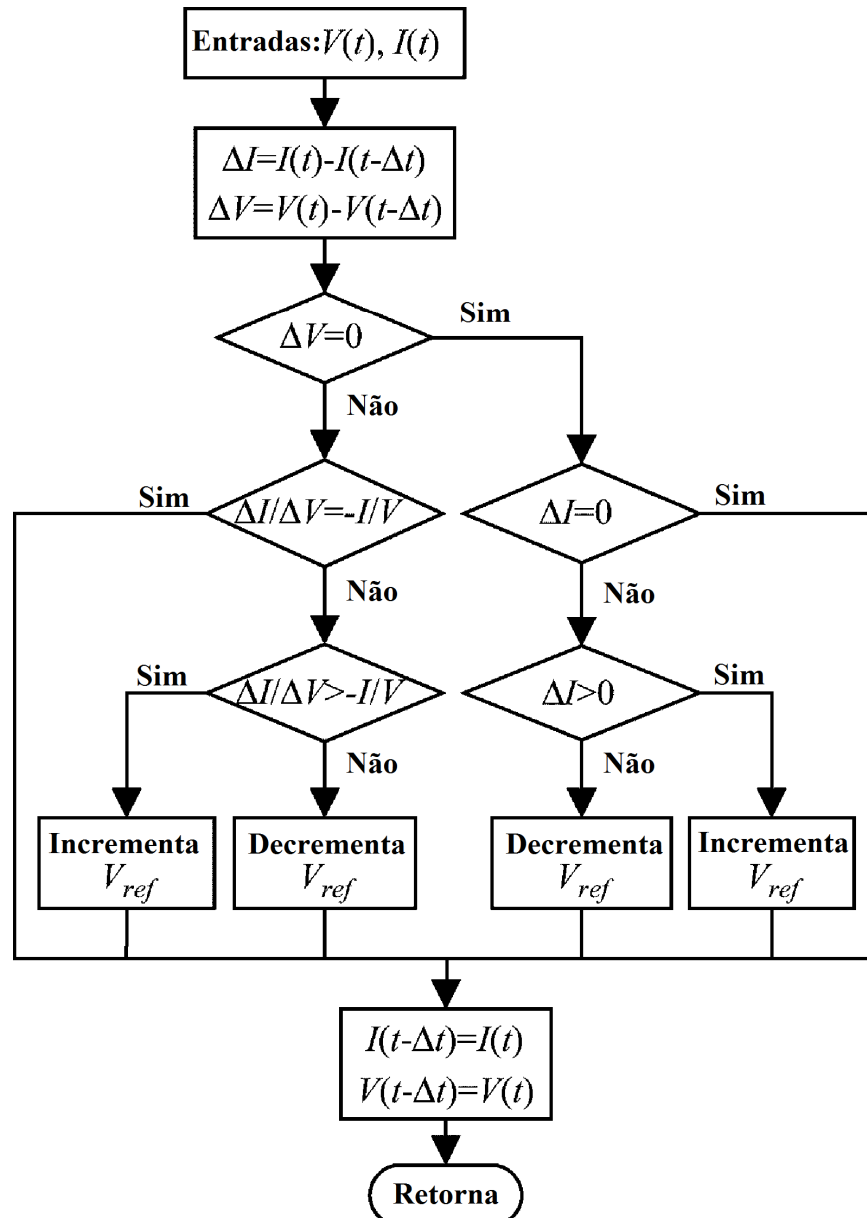 Entradas:V(t), I(t)
ΔI=I(t)-I(t-Δt)
ΔV=V(t)-V(t-Δt)
ΔV=0
Sim
Não
Sim
ΔI/ΔV=-I/V
ΔI=0
Sim
Não
Não
Sim
ΔI/ΔV>-I/V
ΔI>0
Sim
Não
Não
Incrementa
V_ref
Decrementa
V_ref
Decrementa
V_ref
Incrementa
V_ref
I(t-Δt)=I(t)
V(t-Δt)=V(t)
Retorna